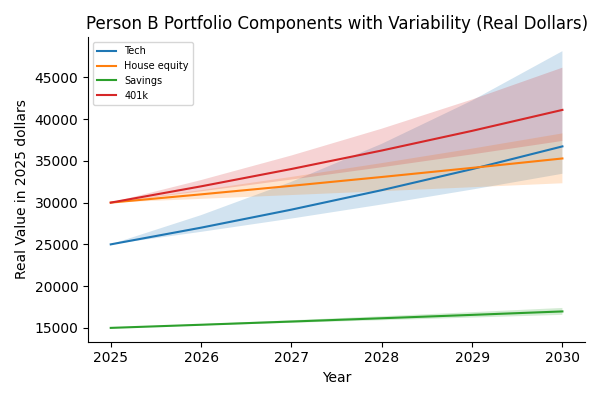 Person B Portfolio Components with Variability (Real Dollars)
Tech
House equity
Savings
401k
Real Value in 2025 dollars
45000
40000
35000
30000
25000
20000
15000
2025 2026 2027 2028 2029 2030
Year